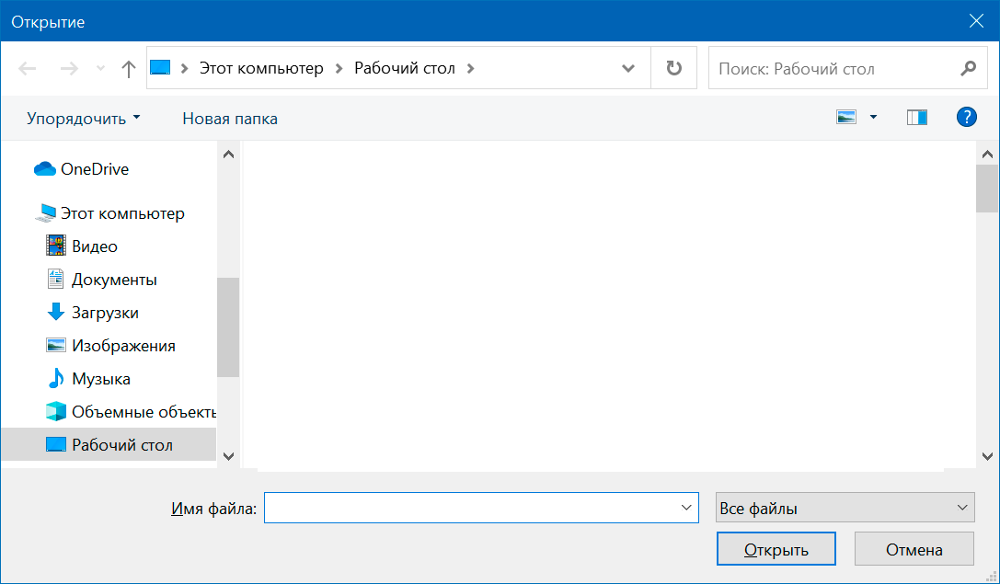 Открытие
Этот компьютер
Рабочий стол
Поиск: Рабочий стол
Упорядочить
Новая папка
?
OneDrive
Этот компьютер
Видео
Документы
Загрузки
Изображения
Музыка
Объемные объекты
Рабочий стол
Имя файла:
Все файлы
Открыть
Отмена